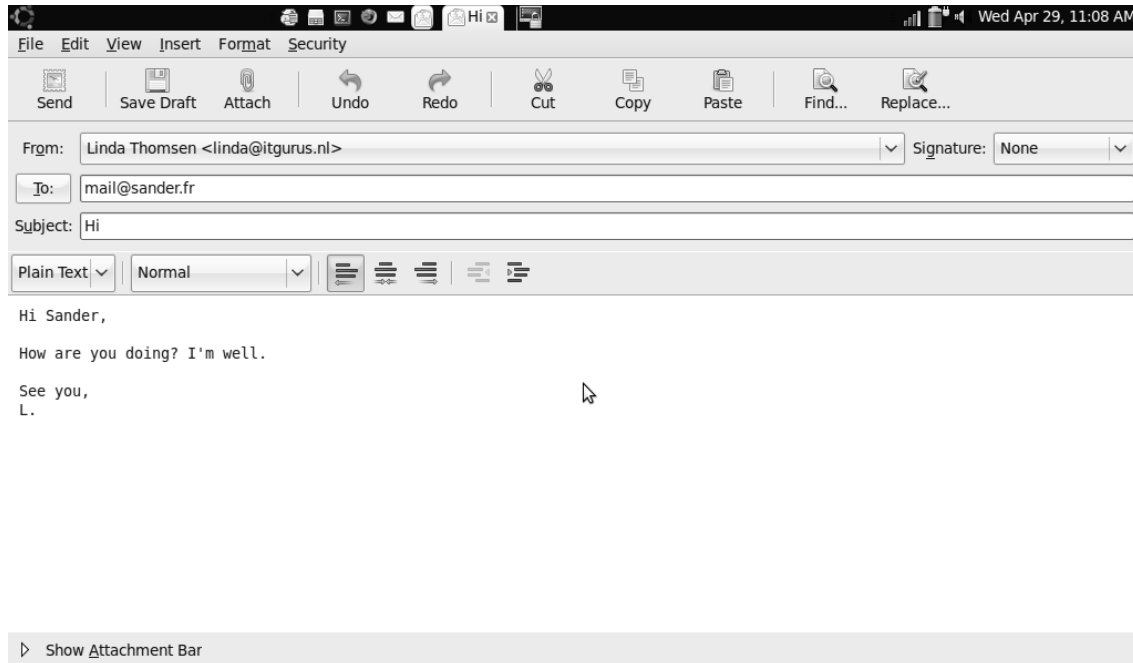 Hi Wed Apr 29, 11:08 AM
File Edit View Insert Format Security
Send Save Draft Attach Undo Redo Cut Copy Paste Find... Replace...
From: Linda Thomsen <linda@itgurus.nl> Signature: None
To: mail@sander.fr
Subject: Hi
Plain Text Normal
Hi Sander,
How are you doing? I'm well.
See you,
L.
Show Attachment Bar